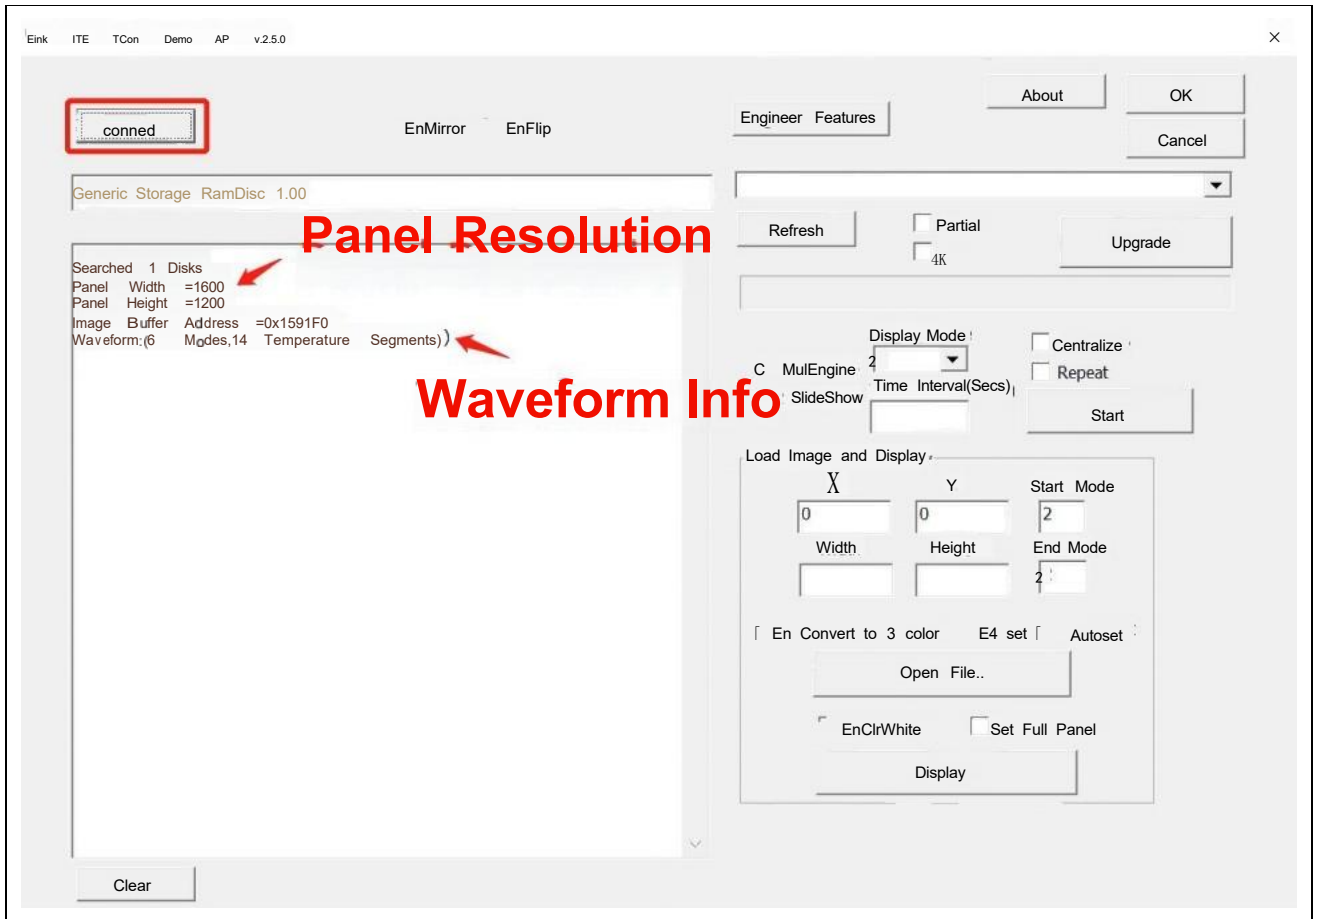 Eink ITE TCon Demo AP v.2.5.0
×
conned
EnMirror EnFlip
Engineer Features
About
OK
Cancel
Generic Storage RamDisc 1.00
Panel Resolution
Searched 1 Disks
Panel Width =1600
Panel Height =1200
Image Buffer Address =0x1591F0
Waveform:(6 Modes,14 Temperature Segments))
Waveform Info
Refresh
Partial
4K
Upgrade
Display Mode
2
C MulEngine
SlideShow
Time Interval(Secs)
Centralize
Repeat
Start
Load Image and Display
X Y Start Mode
0 0 2
Width Height End Mode
2
En Convert to 3 color E4 set Autoset
Open File..
EnClrWhite Set Full Panel
Display
Clear